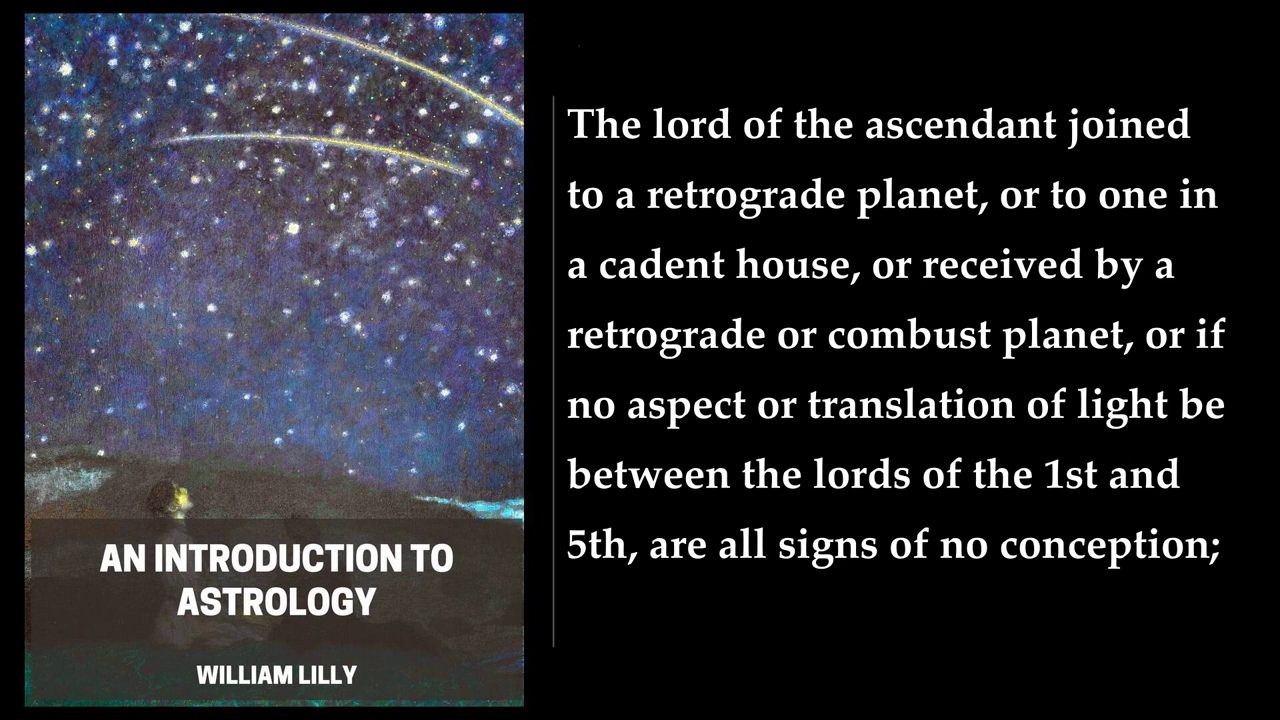 AN INTRODUCTION TO
ASTROLOGY
WILLIAM LILLY
The lord of the ascendant joined
to a retrograde planet, or to one in
a cadent house, or received by a
retrograde or combust planet, or if
no aspect or translation of light be
between the lords of the 1st and
5th, are all signs of no conception;